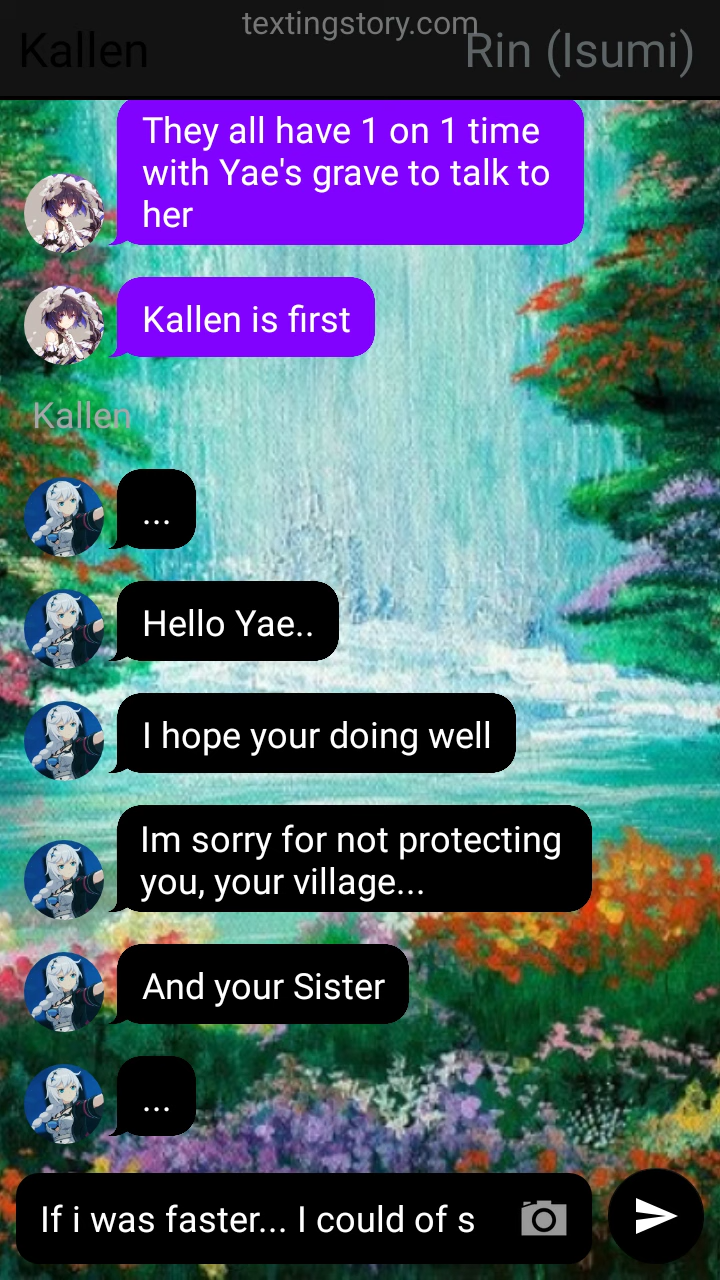 textingstory.com
Kallen
Rin (Isumi)
They all have 1 on 1 time
with Yae's grave to talk to
her
Kallen is first
Kallen
...
Hello Yae..
I hope your doing well
Im sorry for not protecting
you, your village...
And your Sister
...
If i was faster... I could of s